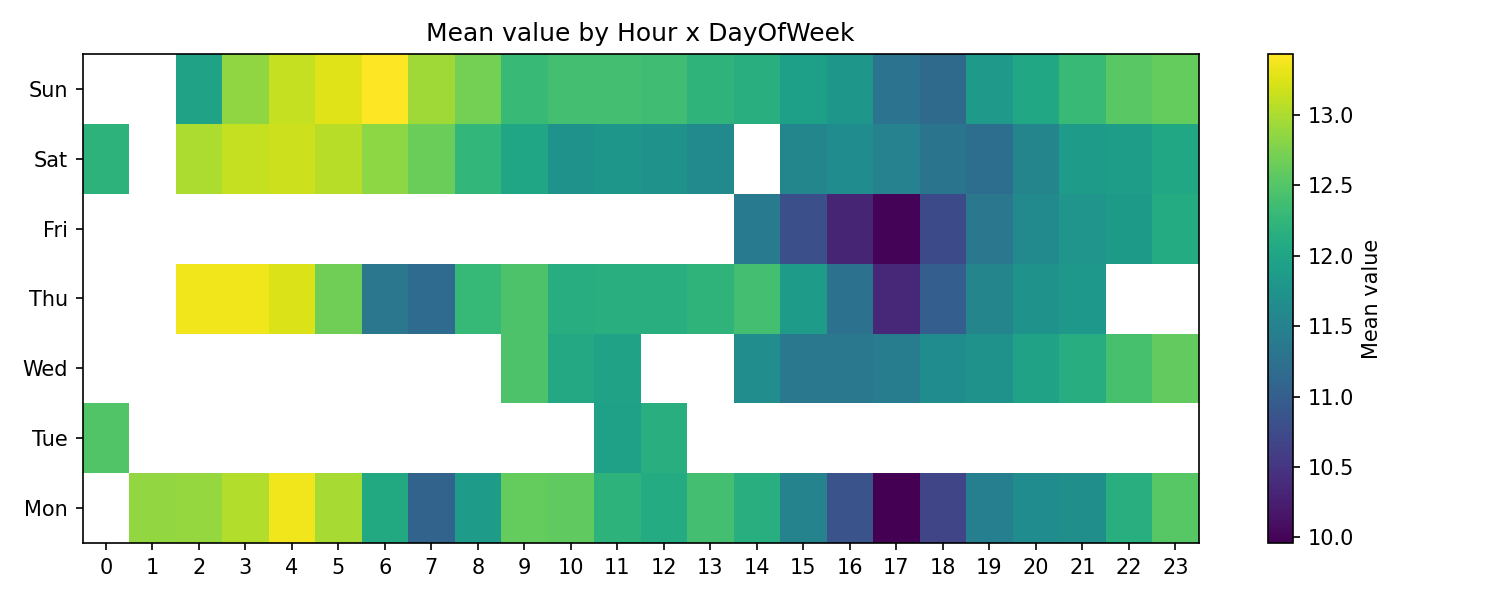 Mean value by Hour x DayOfWeek
Sun
Sat
Fri
Thu
Wed
Tue
Mon
0 1 2 3 4 5 6 7 8 9 10 11 12 13 14 15 16 17 18 19 20 21 22 23
13.0
12.5
12.0
11.5
11.0
10.5
10.0
Mean value